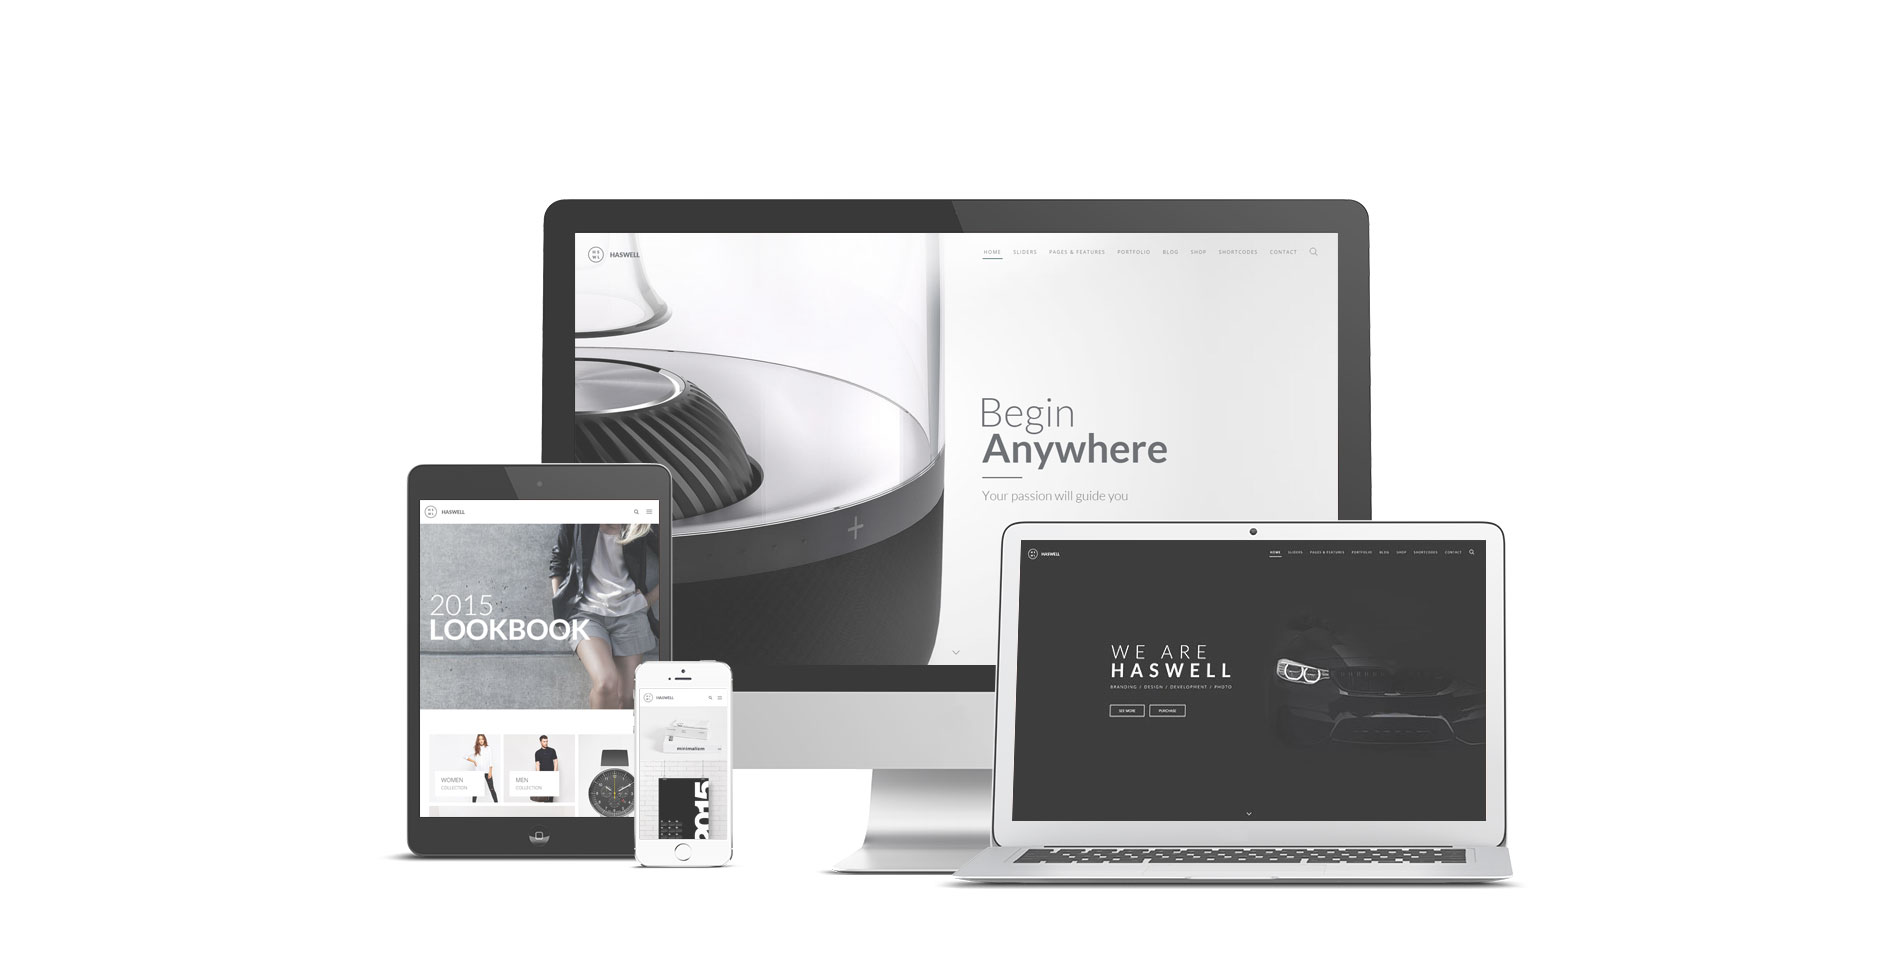 HASWELL
HOME SLIDERS PAGES & FEATURES PORTFOLIO BLOG SHOP SHORTCODES CONTACT
Begin
Anywhere
Your passion will guide you
HASWELL
2015
LOOKBOOK
WOMEN
COLLECTION
MEN
COLLECTION
HASWELL
minimalism
2015
HASWELL
HOME SLIDERS PAGES & FEATURES PORTFOLIO BLOG SHOP SHORTCODES CONTACT
WE ARE
HASWELL
BRANDING / DESIGN / DEVELOPMENT / PHOTO
SEE MORE PURCHASE